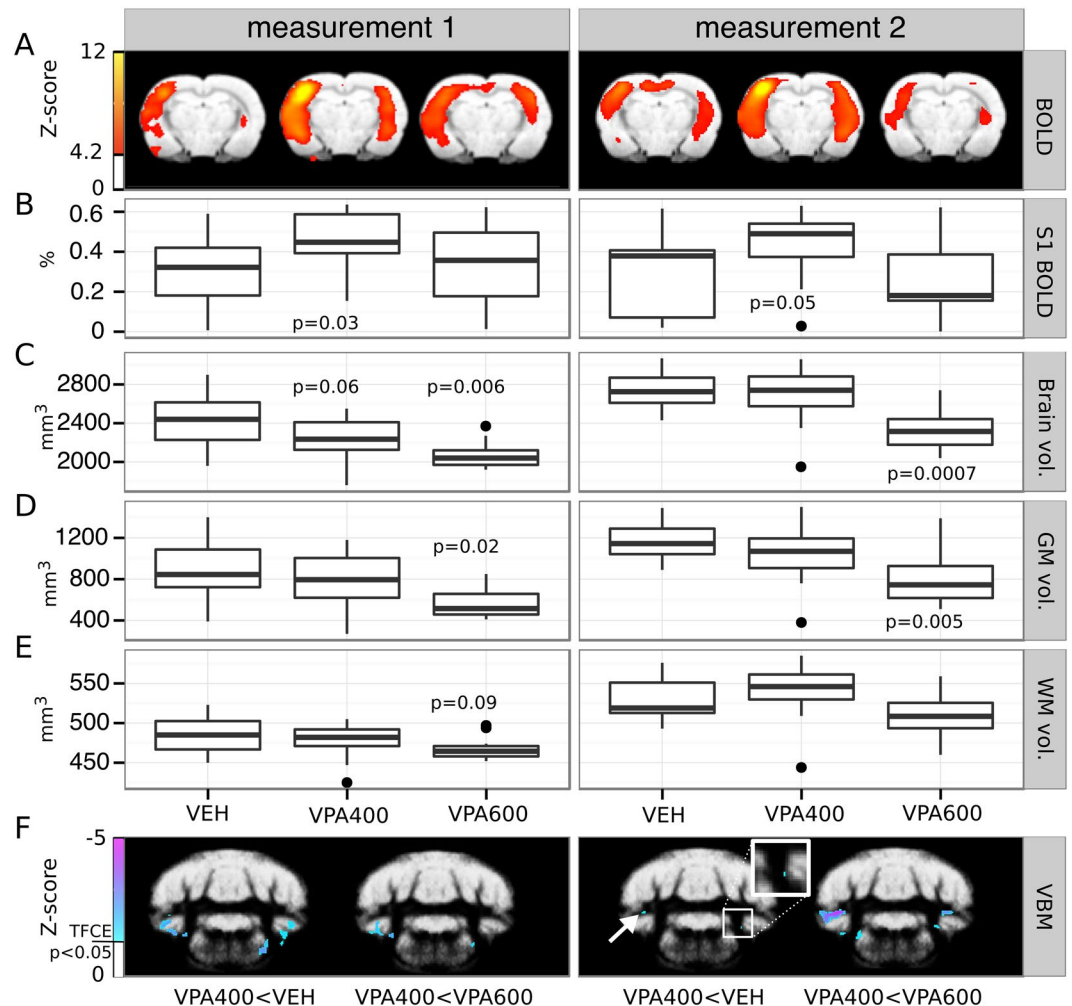 measurement 1
measurement 2
A
12
4.2
0
Z-score
BOLD
B
0.6
0.4
0.2
0
%
p=0.03
p=0.05
S1 BOLD
C
2800
2400
2000
mm³
p=0.06
p=0.006
p=0.0007
Brain vol.
D
1200
800
400
mm³
p=0.02
p=0.005
GM vol.
E
550
500
450
mm³
p=0.09
WM vol.
VEH
VPA400
VPA600
VEH
VPA400
VPA600
F
-5
Z-score
TFCE
p<0.05
0
VBM
VPA400<VEH
VPA400<VPA600
VPA400<VEH
VPA400<VPA600